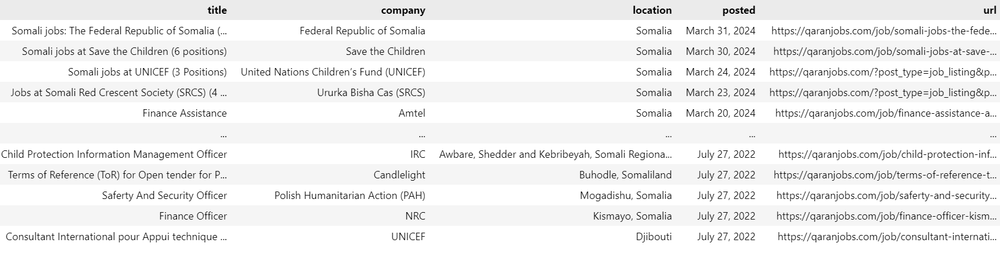 title company location posted url
Somali jobs: The Federal Republic of Somalia (... Federal Republic of Somalia Somalia March 31, 2024 https://qaranjobs.com/job/somali-jobs-the-fede...
Somali jobs at Save the Children (6 positions) Save the Children Somalia March 30, 2024 https://qaranjobs.com/job/somali-jobs-at-save-...
Somali jobs at UNICEF (3 Positions) United Nations Children’s Fund (UNICEF) Somalia March 24, 2024 https://qaranjobs.com/?post_type=job_listing&p...
Jobs at Somali Red Crescent Society (SRCS) (4 ... Ururka Bisha Cas (SRCS) Somalia March 23, 2024 https://qaranjobs.com/?post_type=job_listing&p...
Finance Assistance Amtel Somalia March 20, 2024 https://qaranjobs.com/job/finance-assistance-a...
... ... ... ... ...
Child Protection Information Management Officer IRC Awbare, Shedder and Kebribeyah, Somali Regiona... July 27, 2022 https://qaranjobs.com/job/child-protection-inf...
Terms of Reference (ToR) for Open tender for P... Candlelight Buhodle, Somaliland July 27, 2022 https://qaranjobs.com/job/terms-of-reference-t...
Saferty And Security Officer Polish Humanitarian Action (PAH) Mogadishu, Somalia July 27, 2022 https://qaranjobs.com/job/saferty-and-security...
Finance Officer NRC Kismayo, Somalia July 27, 2022 https://qaranjobs.com/job/finance-officer-kism...
Consultant International pour Appui technique ... UNICEF Djibouti July 27, 2022 https://qaranjobs.com/job/consultant-internati...